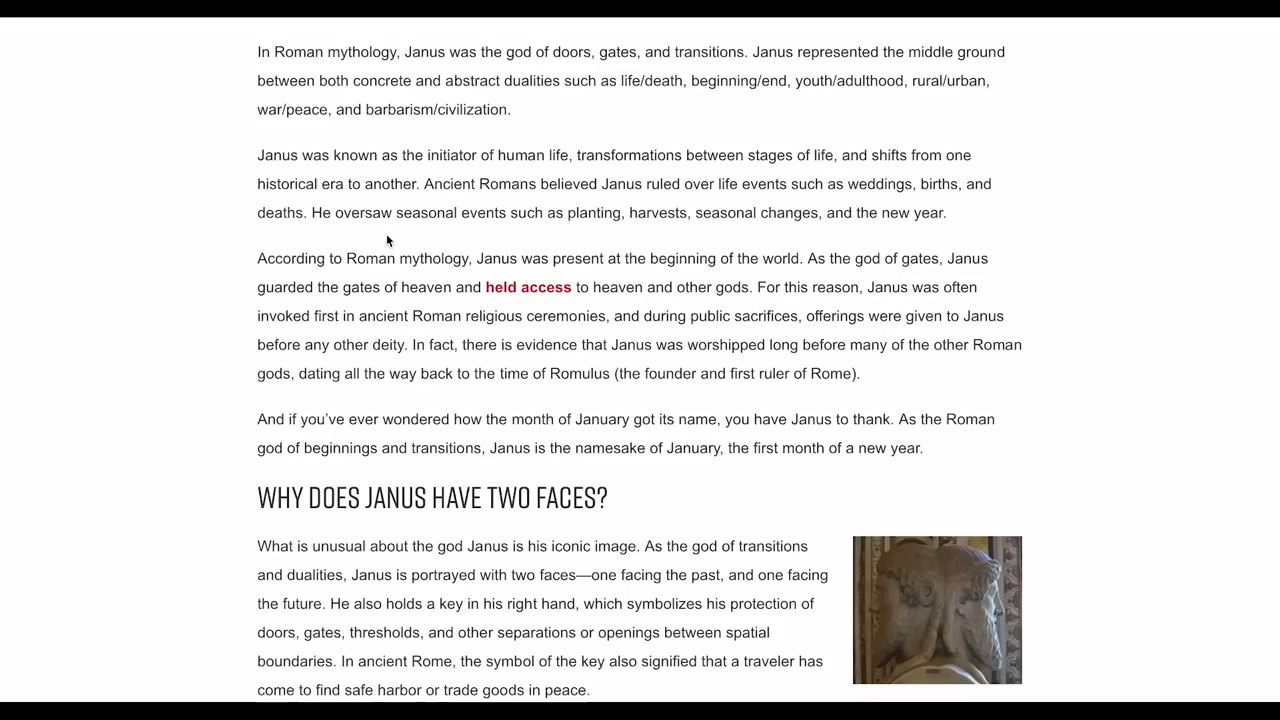 In Roman mythology, Janus was the god of doors, gates, and transitions. Janus represented the middle ground
between both concrete and abstract dualities such as life/death, beginning/end, youth/adulthood, rural/urban,
war/peace, and barbarism/civilization.
Janus was known as the initiator of human life, transformations between stages of life, and shifts from one
historical era to another. Ancient Romans believed Janus ruled over life events such as weddings, births, and
deaths. He oversaw seasonal events such as planting, harvests, seasonal changes, and the new year.
According to Roman mythology, Janus was present at the beginning of the world. As the god of gates, Janus
guarded the gates of heaven and held access to heaven and other gods. For this reason, Janus was often
invoked first in ancient Roman religious ceremonies, and during public sacrifices, offerings were given to Janus
before any other deity. In fact, there is evidence that Janus was worshipped long before many of the other Roman
gods, dating all the way back to the time of Romulus (the founder and first ruler of Rome).
And if you’ve ever wondered how the month of January got its name, you have Janus to thank. As the Roman
god of beginnings and transitions, Janus is the namesake of January, the first month of a new year.
WHY DOES JANUS HAVE TWO FACES?
What is unusual about the god Janus is his iconic image. As the god of transitions
and dualities, Janus is portrayed with two faces—one facing the past, and one facing
the future. He also holds a key in his right hand, which symbolizes his protection of
doors, gates, thresholds, and other separations or openings between spatial
boundaries. In ancient Rome, the symbol of the key also signified that a traveler has
come to find safe harbor or trade goods in peace.